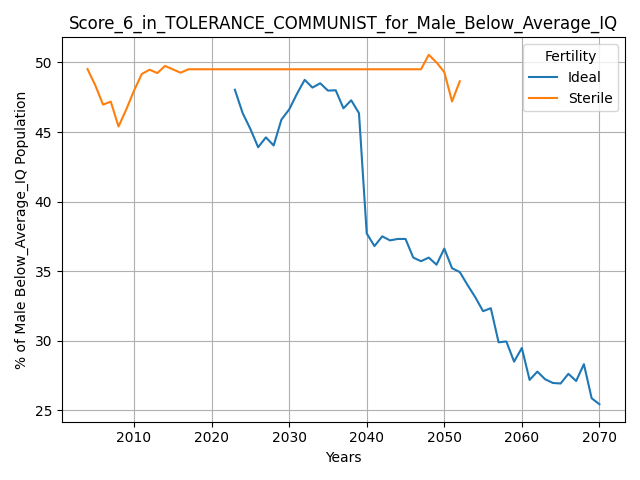 Score_6_in_TOLERANCE_COMMUNIST_for_Male_Below_Average_IQ
% of Male Below_Average_IQ Population
50
45
40
35
30
25
Fertility
Ideal
Sterile
2010
2020
2030
2040
2050
2060
2070
Years